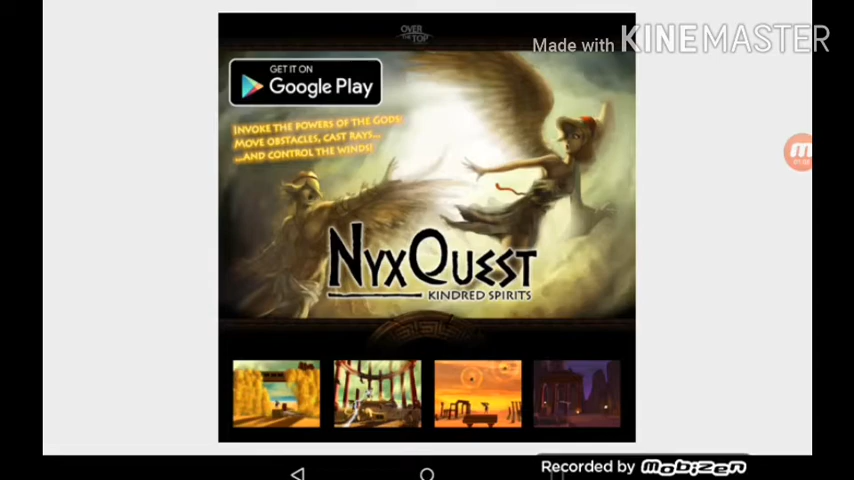 OVER
THE TOP
Made with KINEMASTER
GET IT ON
Google Play
INVOKE THE POWERS OF THE GODS:
MOVE OBSTACLES, CAST RAYS...
...AND CONTROL THE WINDS!
NYXQUEST
KINDRED SPIRITS
Recorded by Mobizen